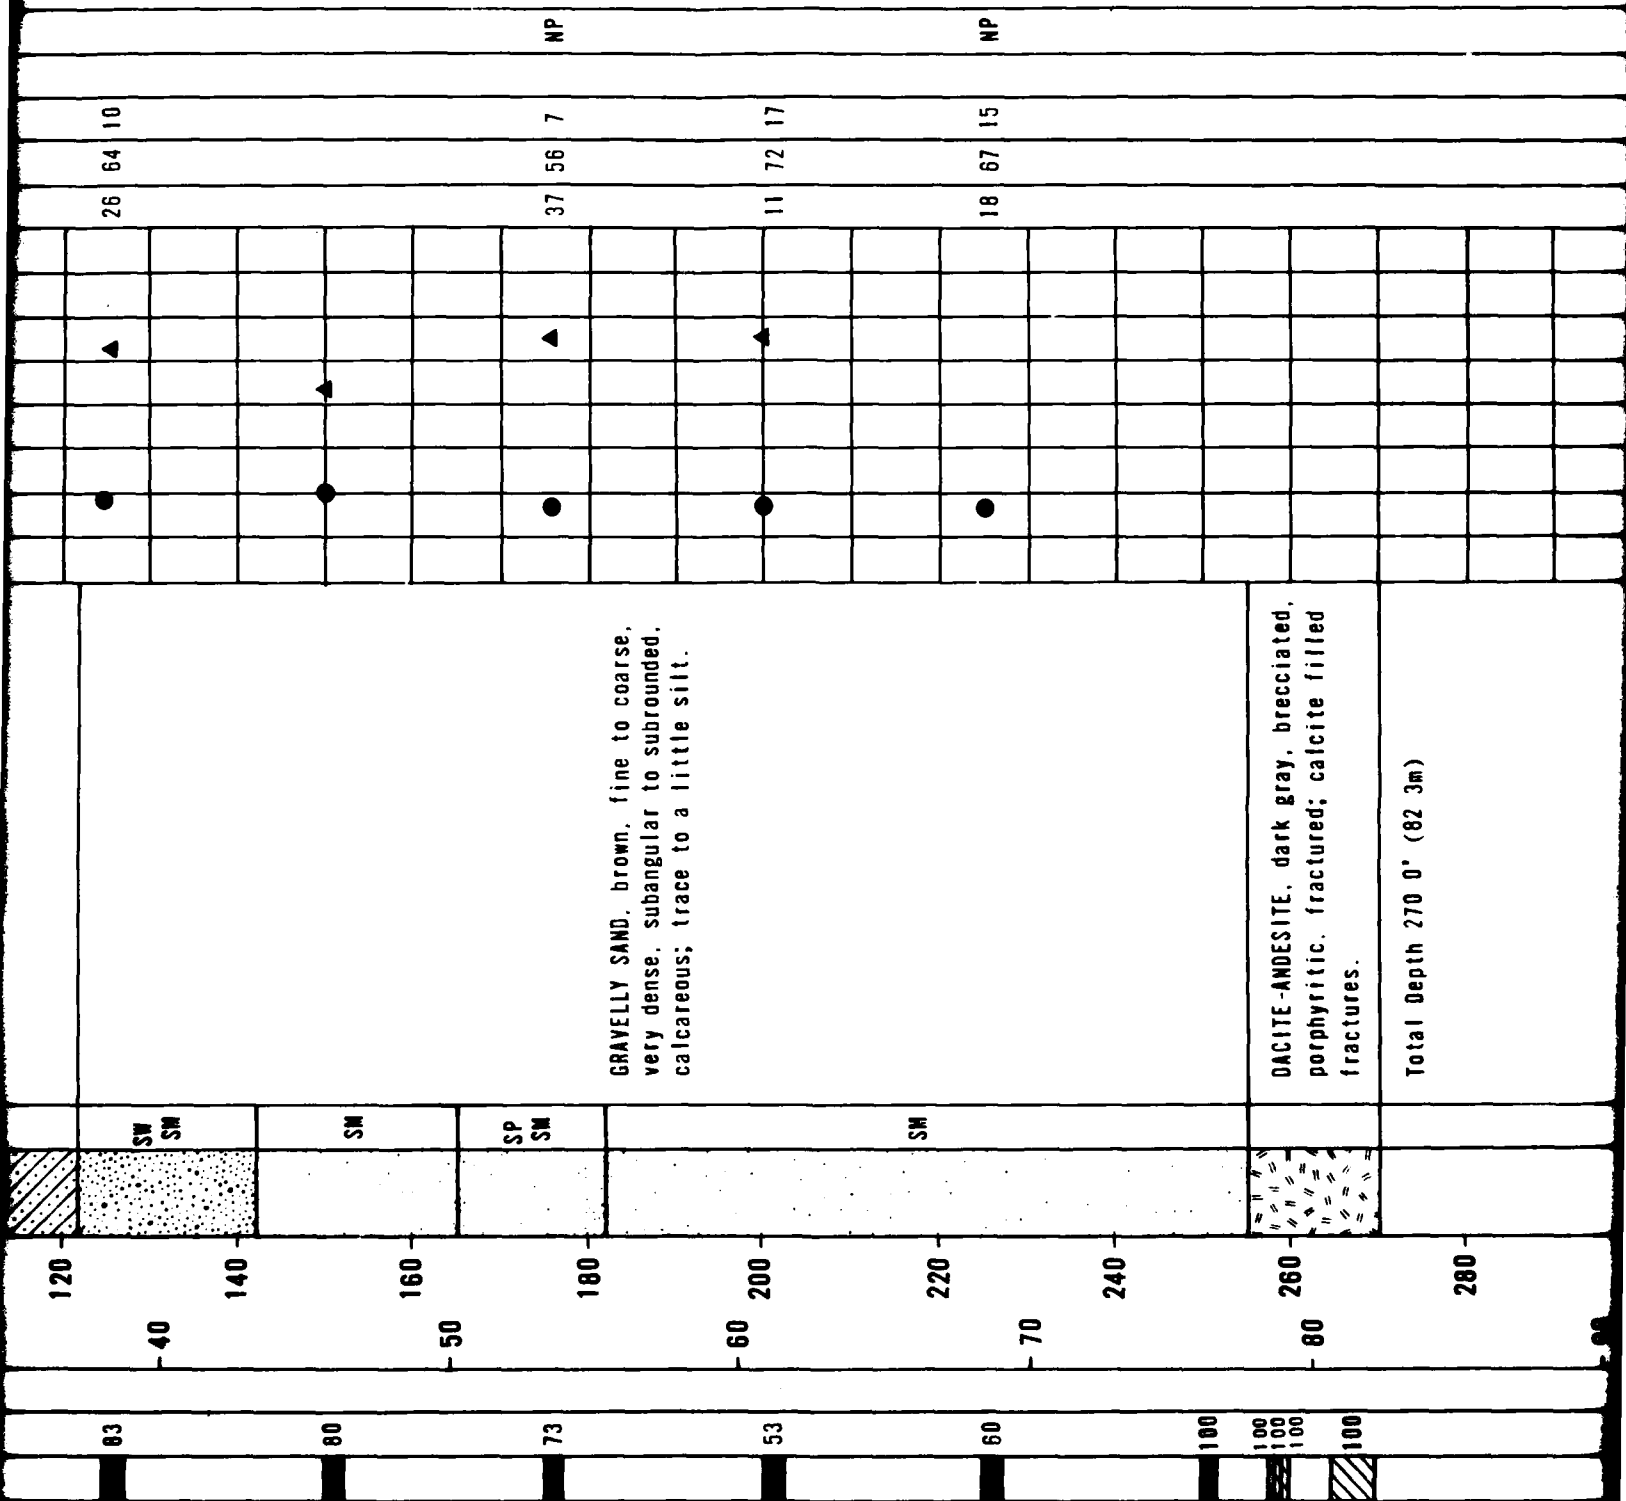 NP NP
10 7 17 15
64 56 72 67
26 37 11 18
GRAVELLY SAND, brown, fine to coarse,
very dense, subangular to subrounded,
calcareous; trace to a little silt.
DACITE-ANDESITE, dark gray, brecciated,
porphyritic, fractured; calcite filled
fractures.
Total Depth 270 0' (82 3m)
SW
SM
SM
SP
SM
SM
120 140 160 180 200 220 240 260 280
40 50 60 70 80
83 80 73 53 60 100 100 100 100 100